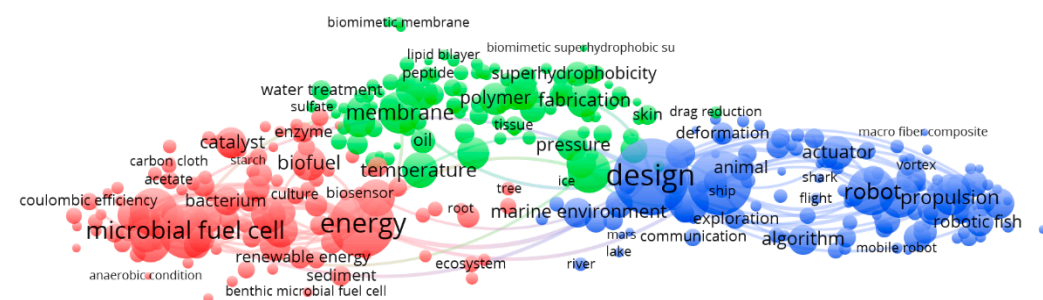 biomimetic membrane
biomimetic superhydrophobic su
lipid bilayer
peptide
superhydrophobicity
water treatment
sulfate
polymer
fabrication
membrane
skin
drag reduction
tissue
enzyme
deformation
macro fiber composite
catalyst
oil
pressure
carbon cloth
starch
biofuel
actuator
vortex
acetate
temperature
ice
design
animal
shark
coulombic efficiency
bacterium
culture
biosensor
tree
ship
flight
robot
propulsion
microbial fuel cell
energy
root
marine environment
exploration
robotic fish
mars
communication
algorithm
mobile robot
lake
renewable energy
ecosystem
river
anaerobic condition
sediment
benthic microbial fuel cell